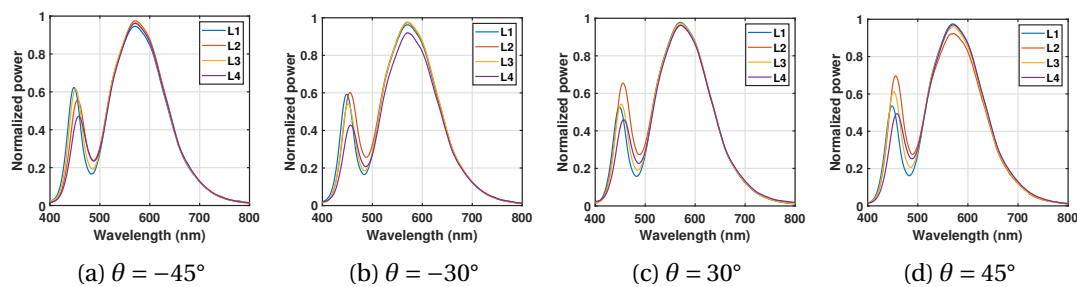 Normalized power
1
0.8
0.6
0.4
0.2
0
400 500 600 700 800
Wavelength (nm)
L1
L2
L3
L4
(a) θ = −45°
Normalized power
1
0.8
0.6
0.4
0.2
0
400 500 600 700 800
Wavelength (nm)
L1
L2
L3
L4
(b) θ = −30°
Normalized power
1
0.8
0.6
0.4
0.2
0
400 500 600 700 800
Wavelength (nm)
L1
L2
L3
L4
(c) θ = 30°
Normalized power
1
0.8
0.6
0.4
0.2
0
400 500 600 700 800
Wavelength (nm)
L1
L2
L3
L4
(d) θ = 45°